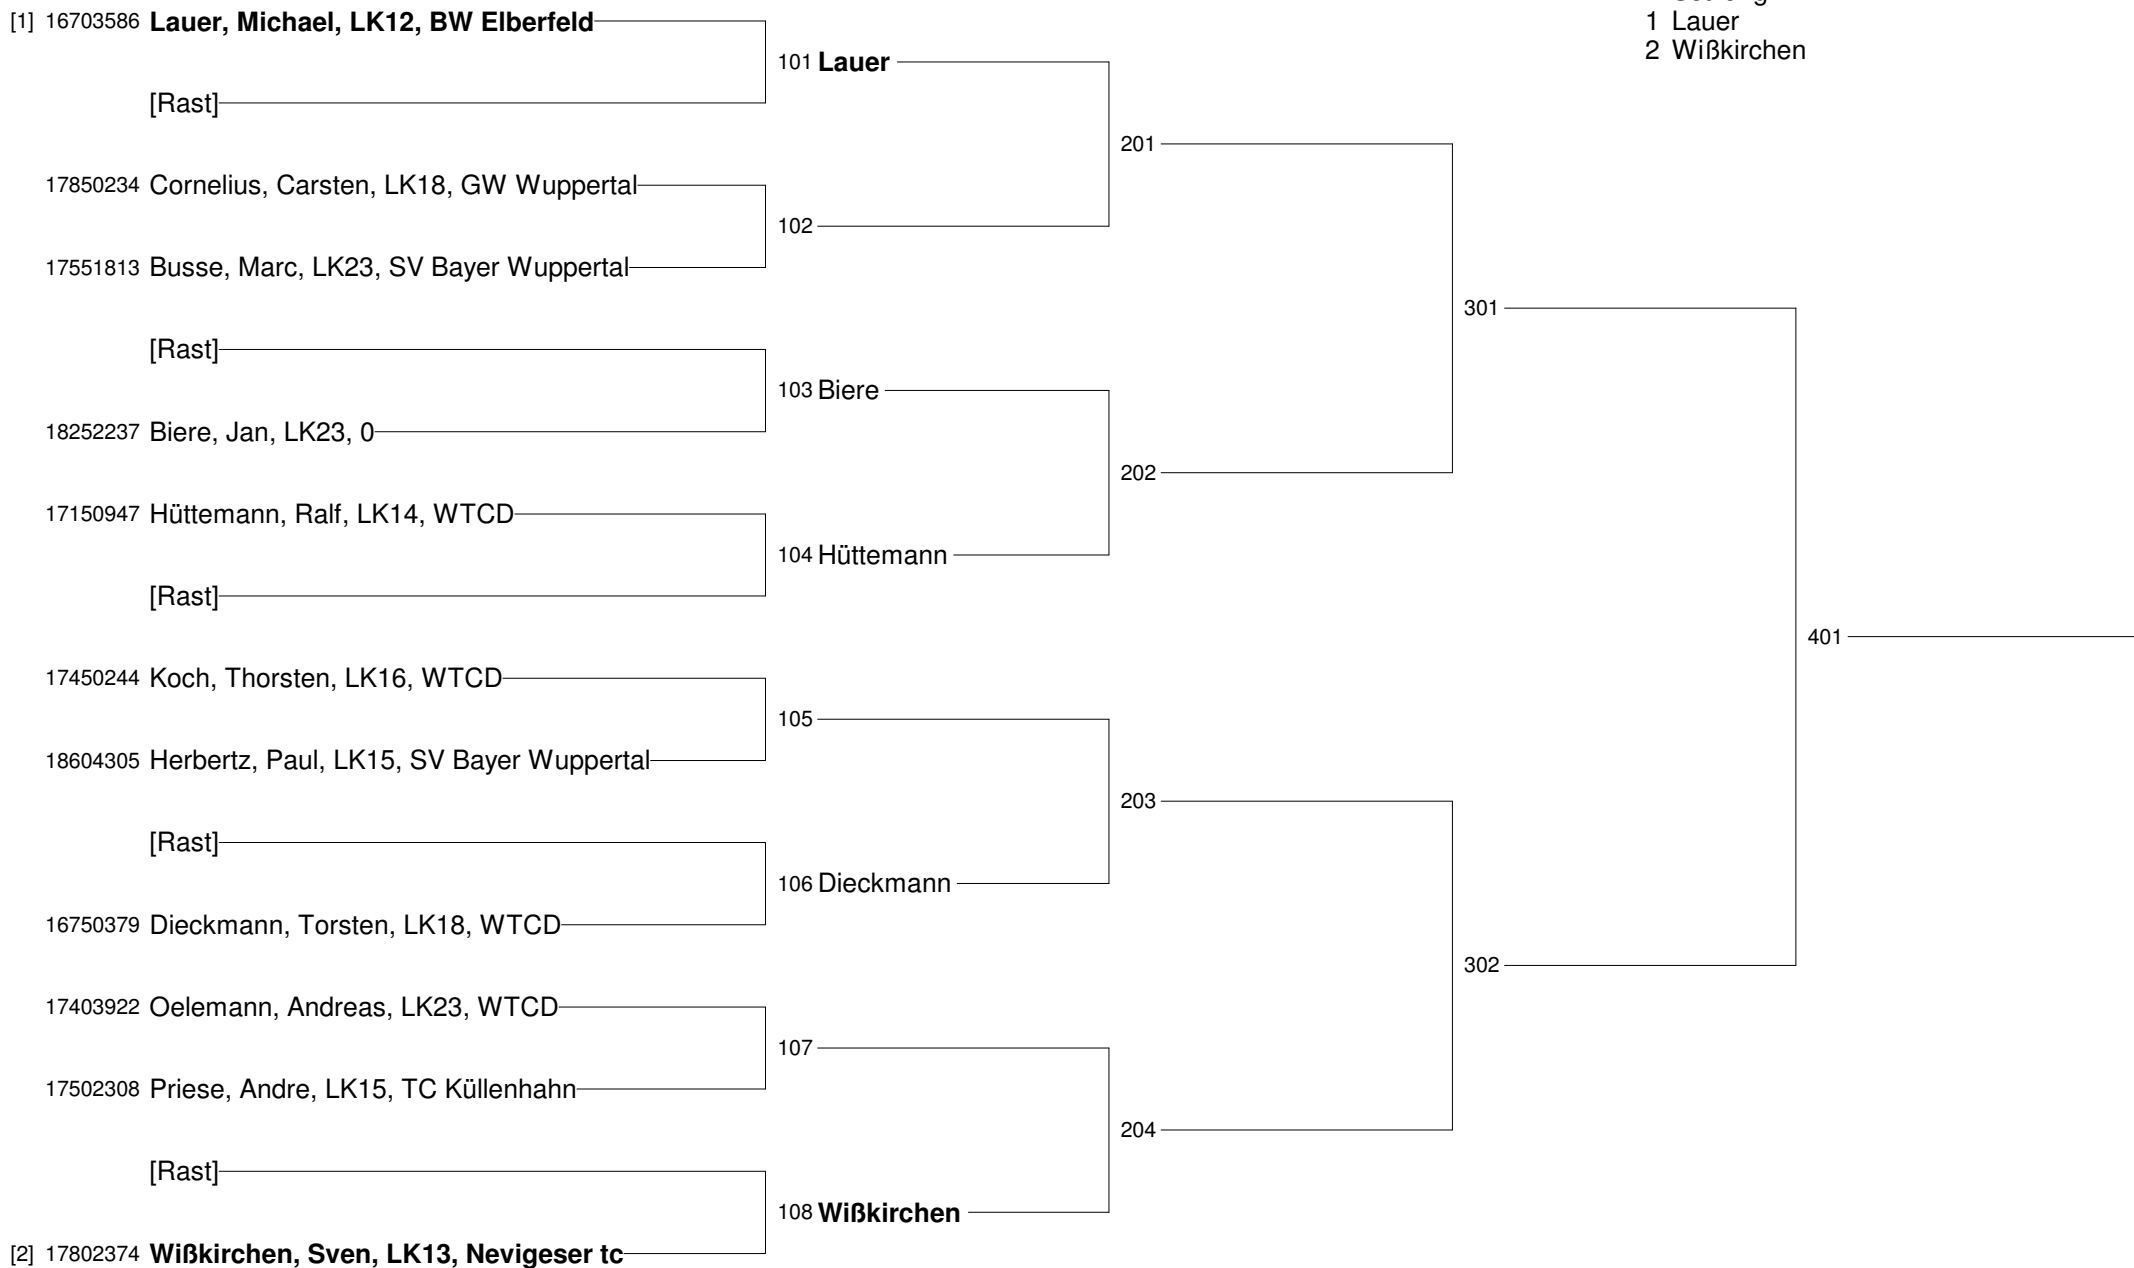 [1] 16703586 Lauer, Michael, LK12, BW Elberfeld
1 Lauer
2 Wißkirchen
101 Lauer
[Rast]
201
17850234 Cornelius, Carsten, LK18, GW Wuppertal
102
17551813 Busse, Marc, LK23, SV Bayer Wuppertal
301
[Rast]
103 Biere
18252237 Biere, Jan, LK23, 0
202
17150947 Hüttemann, Ralf, LK14, WTCD
104 Hüttemann
[Rast]
401
17450244 Koch, Thorsten, LK16, WTCD
105
18604305 Herbertz, Paul, LK15, SV Bayer Wuppertal
203
[Rast]
106 Dieckmann
16750379 Dieckmann, Torsten, LK18, WTCD
302
17403922 Oelemann, Andreas, LK23, WTCD
107
17502308 Priese, Andre, LK15, TC Küllenhahn
204
[Rast]
108 Wißkirchen
[2] 17802374 Wißkirchen, Sven, LK13, Nevigeser tc